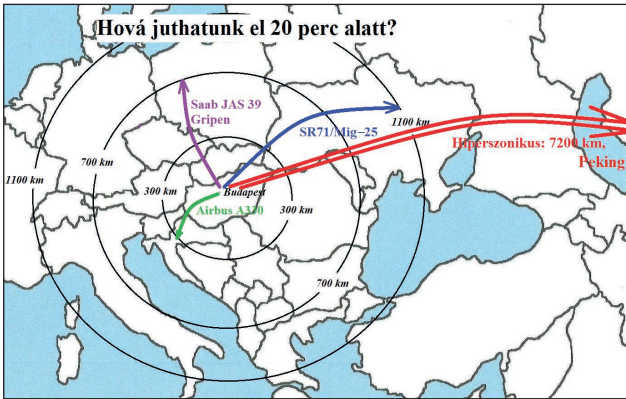 Hová juthatunk el 20 perc alatt?
Saab JAS 39
Gripen
SR71/Mig–25
1100 km
Hiperszonikus: 7200 km,
Peking
700 km
1100 km
300 km
Budapest
Airbus A330
300 km
700 km